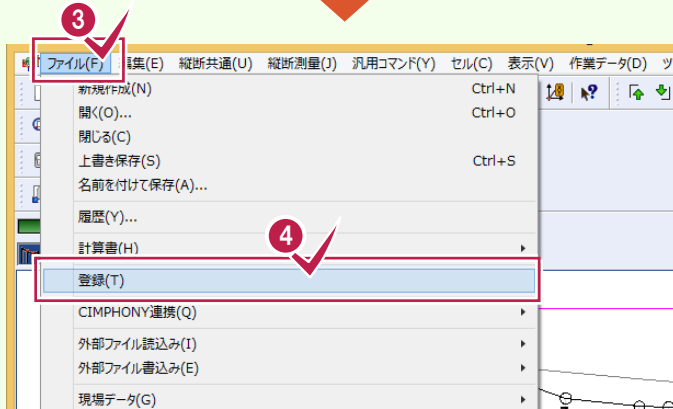 3
ファイル(F) 編集(E) 縦断共通(U) 縦断測量(J) 汎用コマンド(Y) セル(C) 表示(V) 作業データ(D) ツ
新規作成(N) Ctrl+N
開く(O)... Ctrl+O
閉じる(C)
上書き保存(S) Ctrl+S
名前を付けて保存(A)...
履歴(Y)...
4
計算書(H)
登録(T)
CIMPHONY連携(Q)
外部ファイル読込み(I)
外部ファイル書込み(E)
現場データ(G)